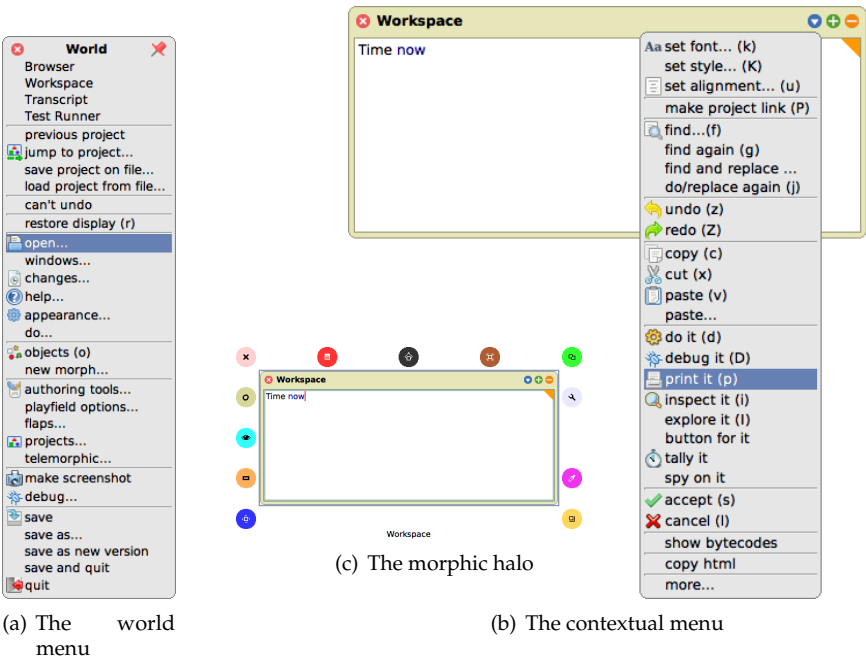 World
Browser
Workspace
Transcript
Test Runner
previous project
jump to project...
save project on file...
load project from file...
can't undo
restore display (r)
open...
windows...
changes...
help...
appearance...
do...
objects (o)
new morph...
authoring tools...
playfield options...
flaps...
projects...
telemorphic...
make screenshot
debug...
save
save as...
save as new version
save and quit
quit
(a) The world
menu
Workspace
Time now
Aa set font... (k)
set style... (K)
set alignment... (u)
make project link (P)
find...(f)
find again (g)
find and replace ...
do/replace again (j)
undo (z)
redo (Z)
copy (c)
cut (x)
paste (v)
paste...
do it (d)
debug it (D)
print it (p)
inspect it (i)
explore it (I)
button for it
tally it
spy on it
accept (s)
cancel (l)
show bytecodes
copy html
more...
(b) The contextual menu
Workspace
Time now
Workspace
(c) The morphic halo